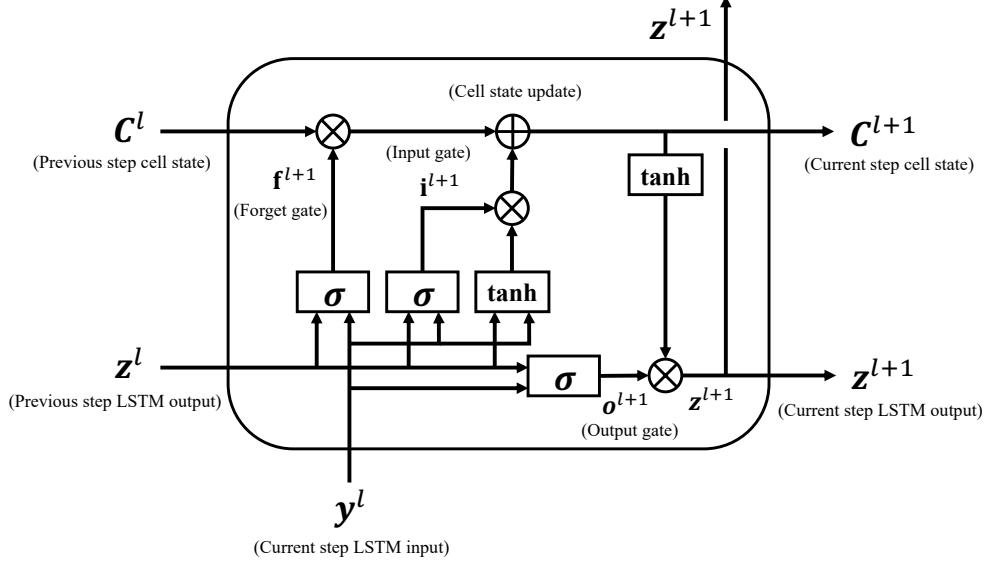 z^{l+1}
(Cell state update)
C^l
(Previous step cell state)
(Input gate)
C^{l+1}
(Current step cell state)
f^{l+1}
(Forget gate)
i^{l+1}
tanh
σ
σ
tanh
z^l
(Previous step LSTM output)
σ
o^{l+1}
(Output gate)
z^{l+1}
z^{l+1}
(Current step LSTM output)
y^l
(Current step LSTM input)